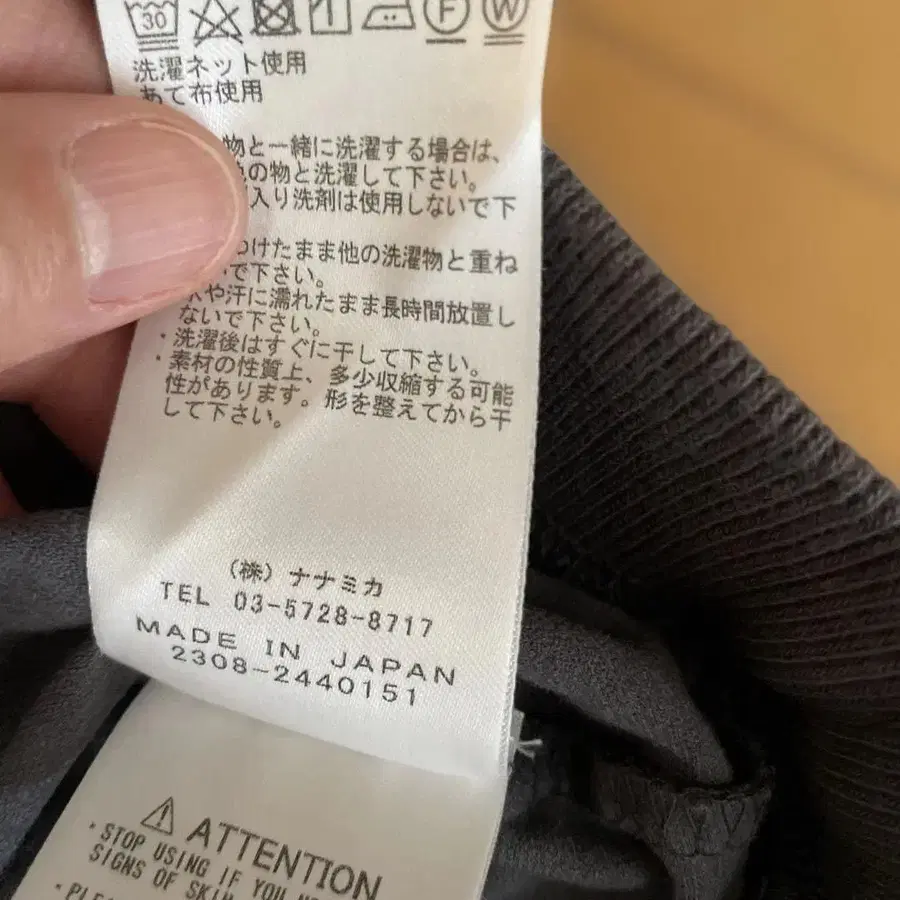 30 F W
洗濯ネット使用
あて布使用
物と一緒に洗濯する場合は、
の物と洗濯して下さい。
入り洗剤は使用しないで下
けたまま他の洗濯物と重ね
で下さい。
や汗に濡れたまま長時間放置し
ないで下さい。
・洗濯後はすぐに干して下さい。
・素材の性質上、多少収縮する可能
性があります。形を整えてから干
して下さい。
(株)ナナミカ
TEL 03-5728-8717
MADE IN JAPAN
2308-2440151
ATTENTION
・STOP USING IF YOU
SIGNS OF